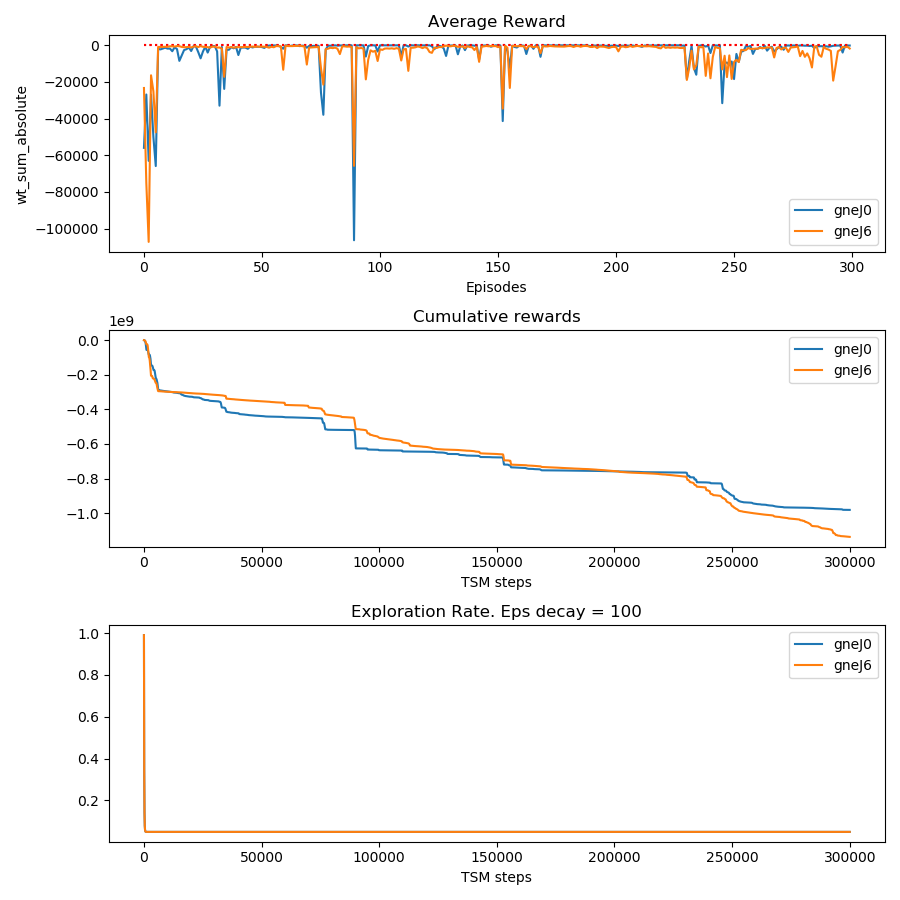 Average Reward
wt_sum_absolute
0
−20000
−40000
−60000
−80000
−100000
gneJ0
gneJ6
0 50 100 150 200 250 300
Episodes
Cumulative rewards
1e9
0.0
−0.2
−0.4
−0.6
−0.8
−1.0
gneJ0
gneJ6
0 50000 100000 150000 200000 250000 300000
TSM steps
Exploration Rate. Eps decay = 100
1.0
0.8
0.6
0.4
0.2
gneJ0
gneJ6
0 50000 100000 150000 200000 250000 300000
TSM steps